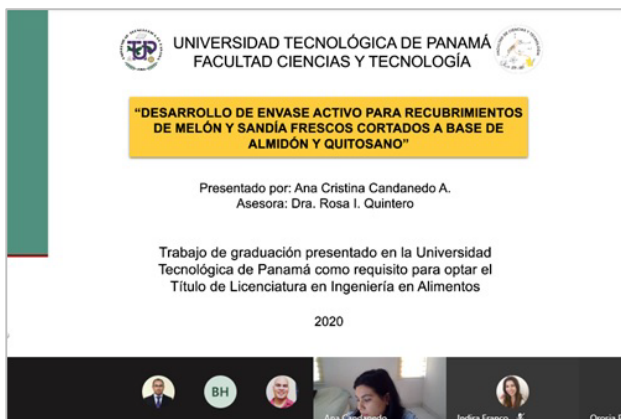 UNIVERSIDAD TECNOLÓGICA DE PANAMÁ
FACULTAD CIENCIAS Y TECNOLOGÍA
“DESARROLLO DE ENVASE ACTIVO PARA RECUBRIMIENTOS
DE MELÓN Y SANDÍA FRESCOS CORTADOS A BASE DE
ALMIDÓN Y QUITOSANO”
Presentado por: Ana Cristina Candanedo A.
Asesora: Dra. Rosa I. Quintero
Trabajo de graduación presentado en la Universidad
Tecnológica de Panamá como requisito para optar el
Título de Licenciatura en Ingeniería en Alimentos
2020
BH
Ana Candanedo
Indira Franco